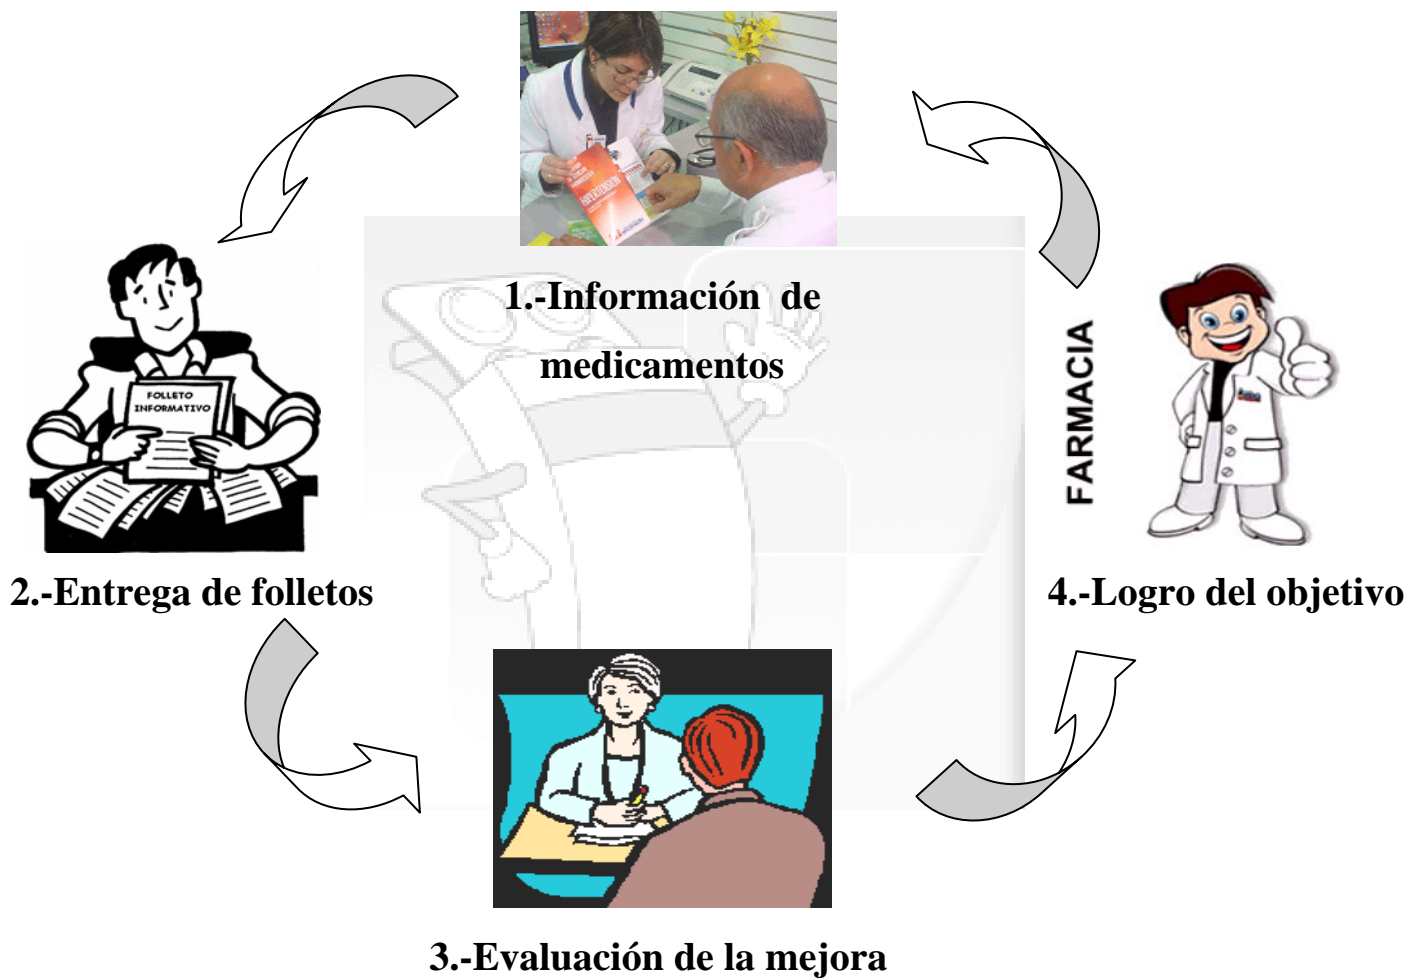 HIPERTENSIÓN
1.-Información de
medicamentos
FOLLETO
INFORMATIVO
FARMACIA
2.-Entrega de folletos
4.-Logro del objetivo
3.-Evaluación de la mejora